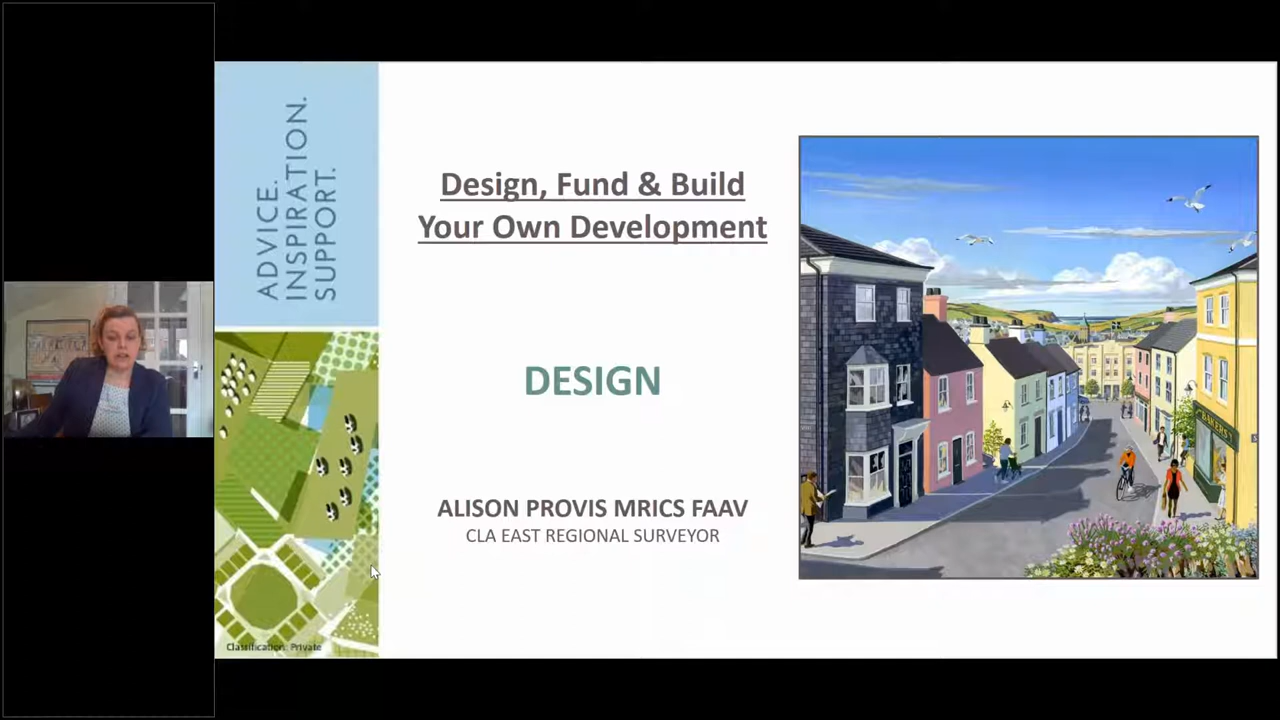 ADVICE.
INSPIRATION.
SUPPORT.
Design, Fund & Build
Your Own Development
DESIGN
ALISON PROVIS MRICS FAAV
CLA EAST REGIONAL SURVEYOR
BAKERS
Classification: Private